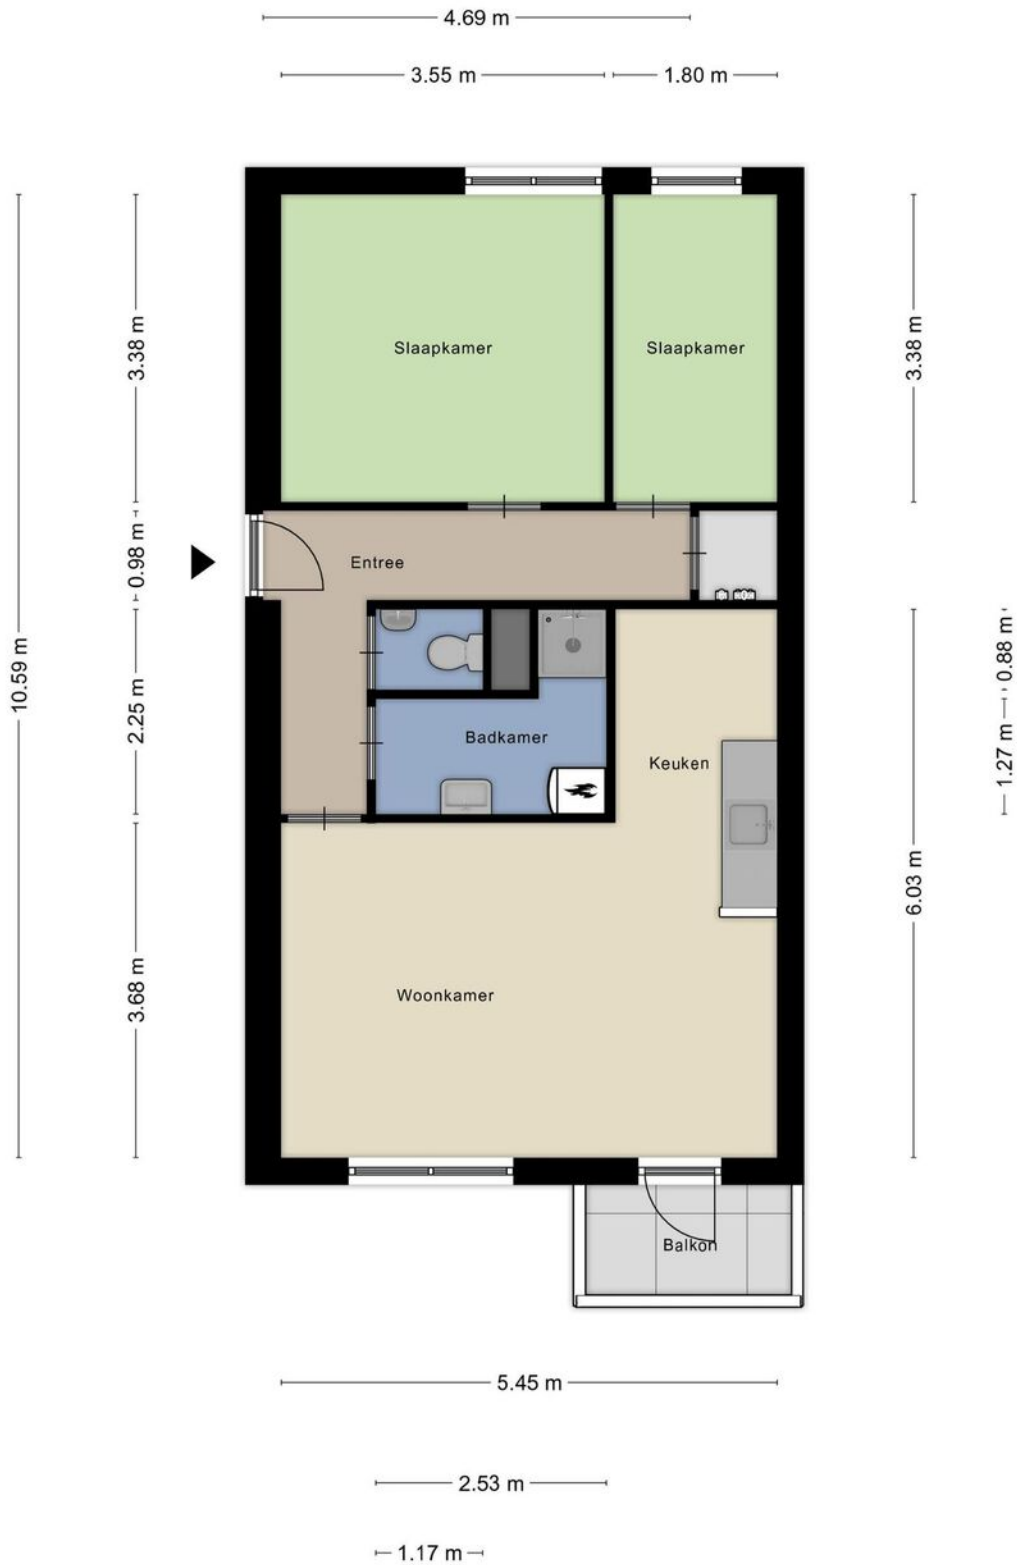 4.69 m
3.55 m
1.80 m
Slaapkamer
Slaapkamer
3.38 m
3.38 m
Entree
0.98 m
10.59 m
2.25 m
0.88 m
1.27 m
Badkamer
Keuken
6.03 m
3.68 m
Woonkamer
Balkon
5.45 m
2.53 m
1.17 m